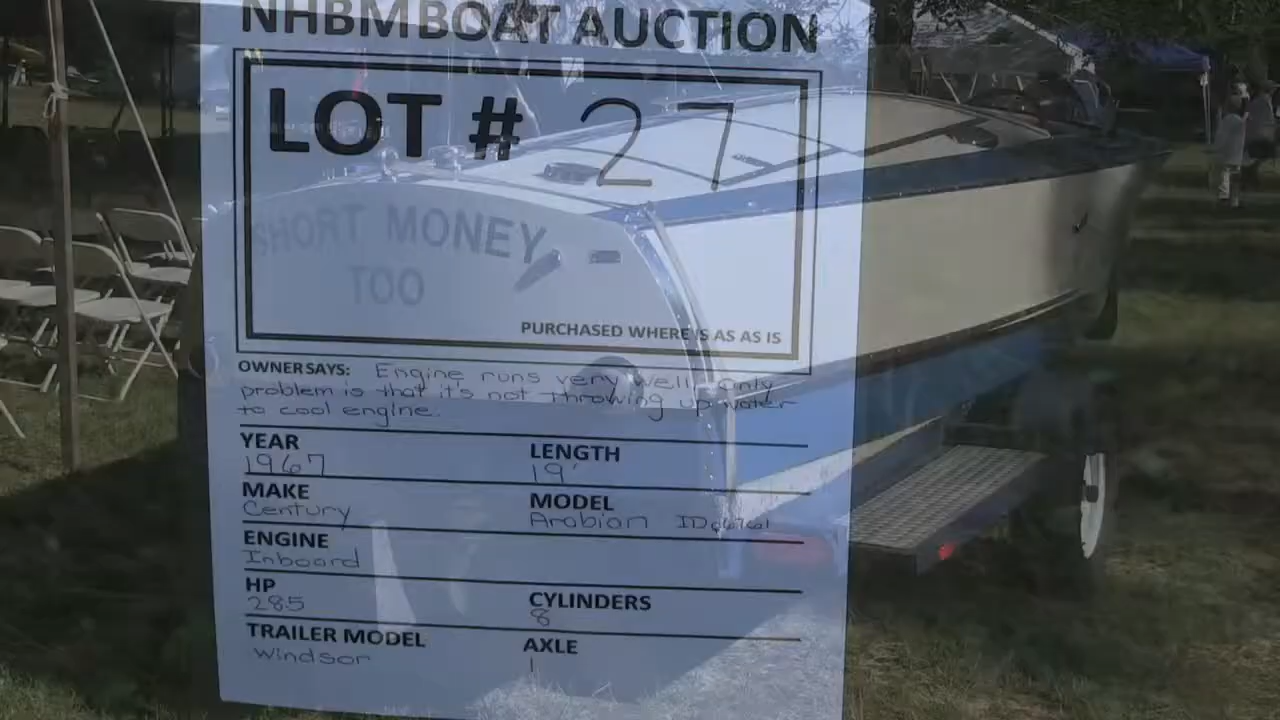 NHBM BOAT AUCTION
LOT # 27
SHORT MONEY
TOO
PURCHASED WHERE IS AS AS IS
OWNER SAYS: Engine runs very well. Only
problem is that it's not throwing up water
to cool engine.
YEAR LENGTH
1967 19'
MAKE MODEL
Century Arabian ID
ENGINE
Inboard
HP CYLINDERS
285 8
TRAILER MODEL AXLE
Windsor 1